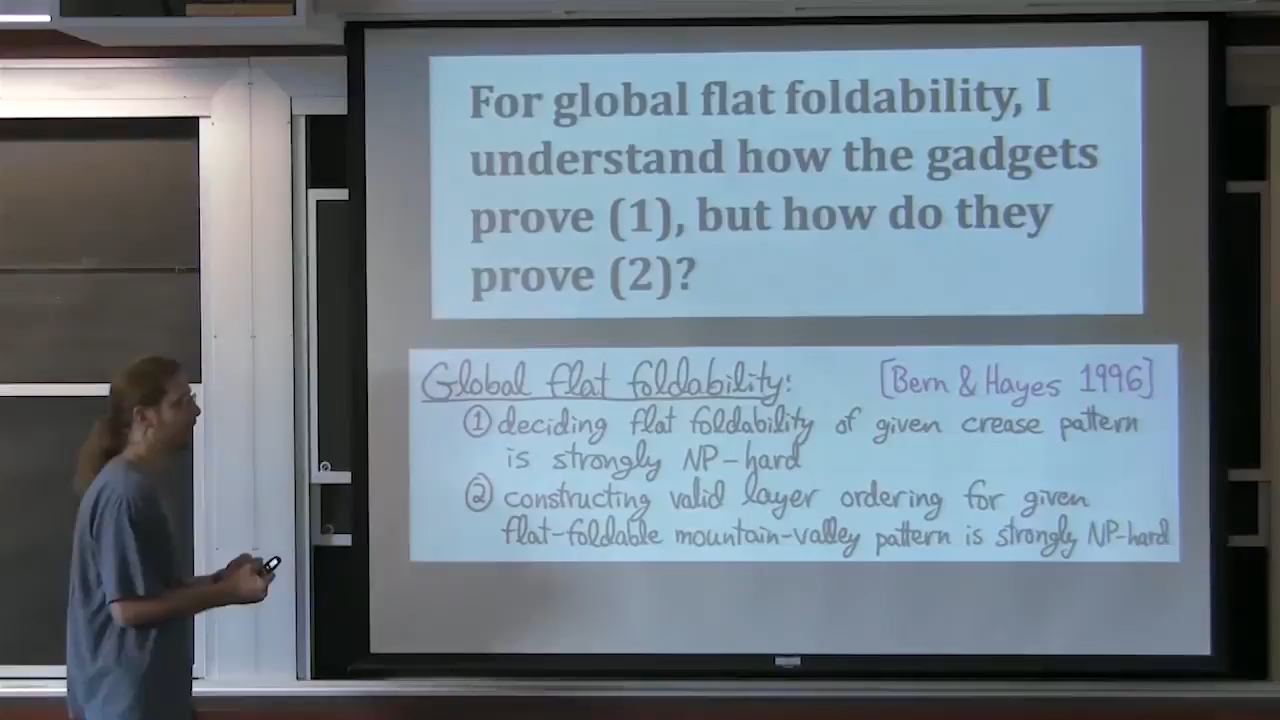 For global flat foldability, I
understand how the gadgets
prove (1), but how do they
prove (2)?
Global flat foldability: [Bern & Hayes 1996]
① deciding flat foldability of given crease pattern
is strongly NP-hard
② constructing valid layer ordering for given
flat-foldable mountain-valley pattern is strongly NP-hard